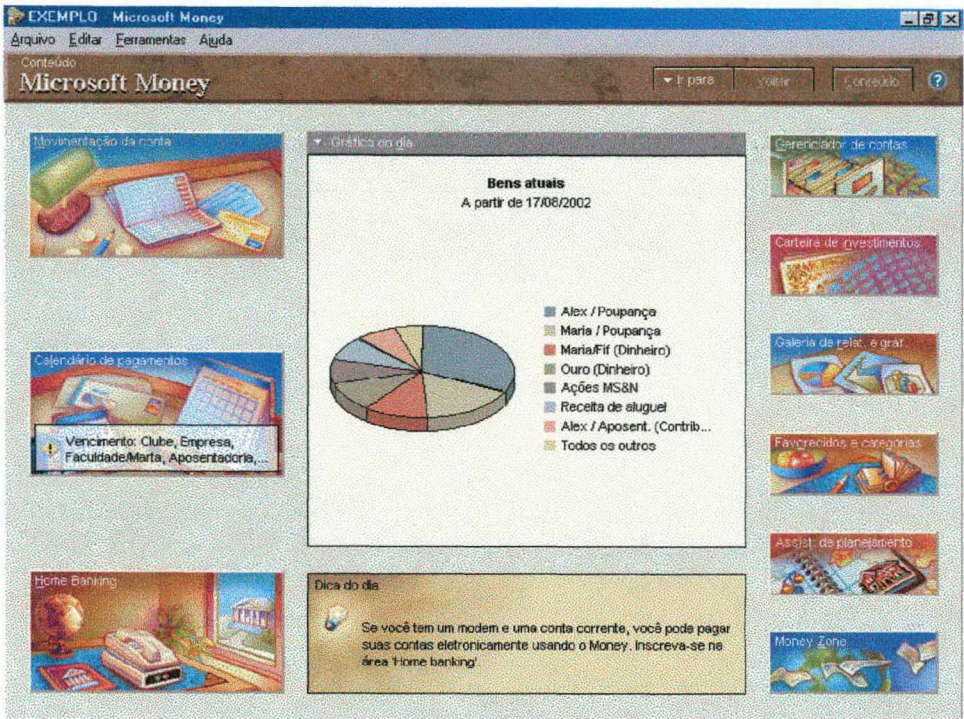 EXEMPLO - Microsoft Money
Arquivo Editar Ferramentas Ajuda
Conteúdo
Microsoft Money
Ir para Voltar Conteúdo ?
Movimentação da conta
Gráfico do dia
Gerenciador de contas
Bens atuais
A partir de 17/08/2002
Carteira de investimentos
Alex / Poupança
Maria / Poupança
Maria/Fif (Dinheiro)
Ouro (Dinheiro)
Ações MS&N
Receita de aluguel
Alex / Aposent. (Contrib...
Todos os outros
Calendário de pagamentos
Vencimento: Clube, Empresa,
Faculdade/Marta, Aposentadoria,...
Galeria de relat. e gráf.
Favorecidos e categorias
Assist. de planejamento
Home Banking
Dica do dia
Se você tem um modem e uma conta corrente, você pode pagar
suas contas eletronicamente usando o Money. Inscreva-se na
área 'Home banking'.
Money Zone